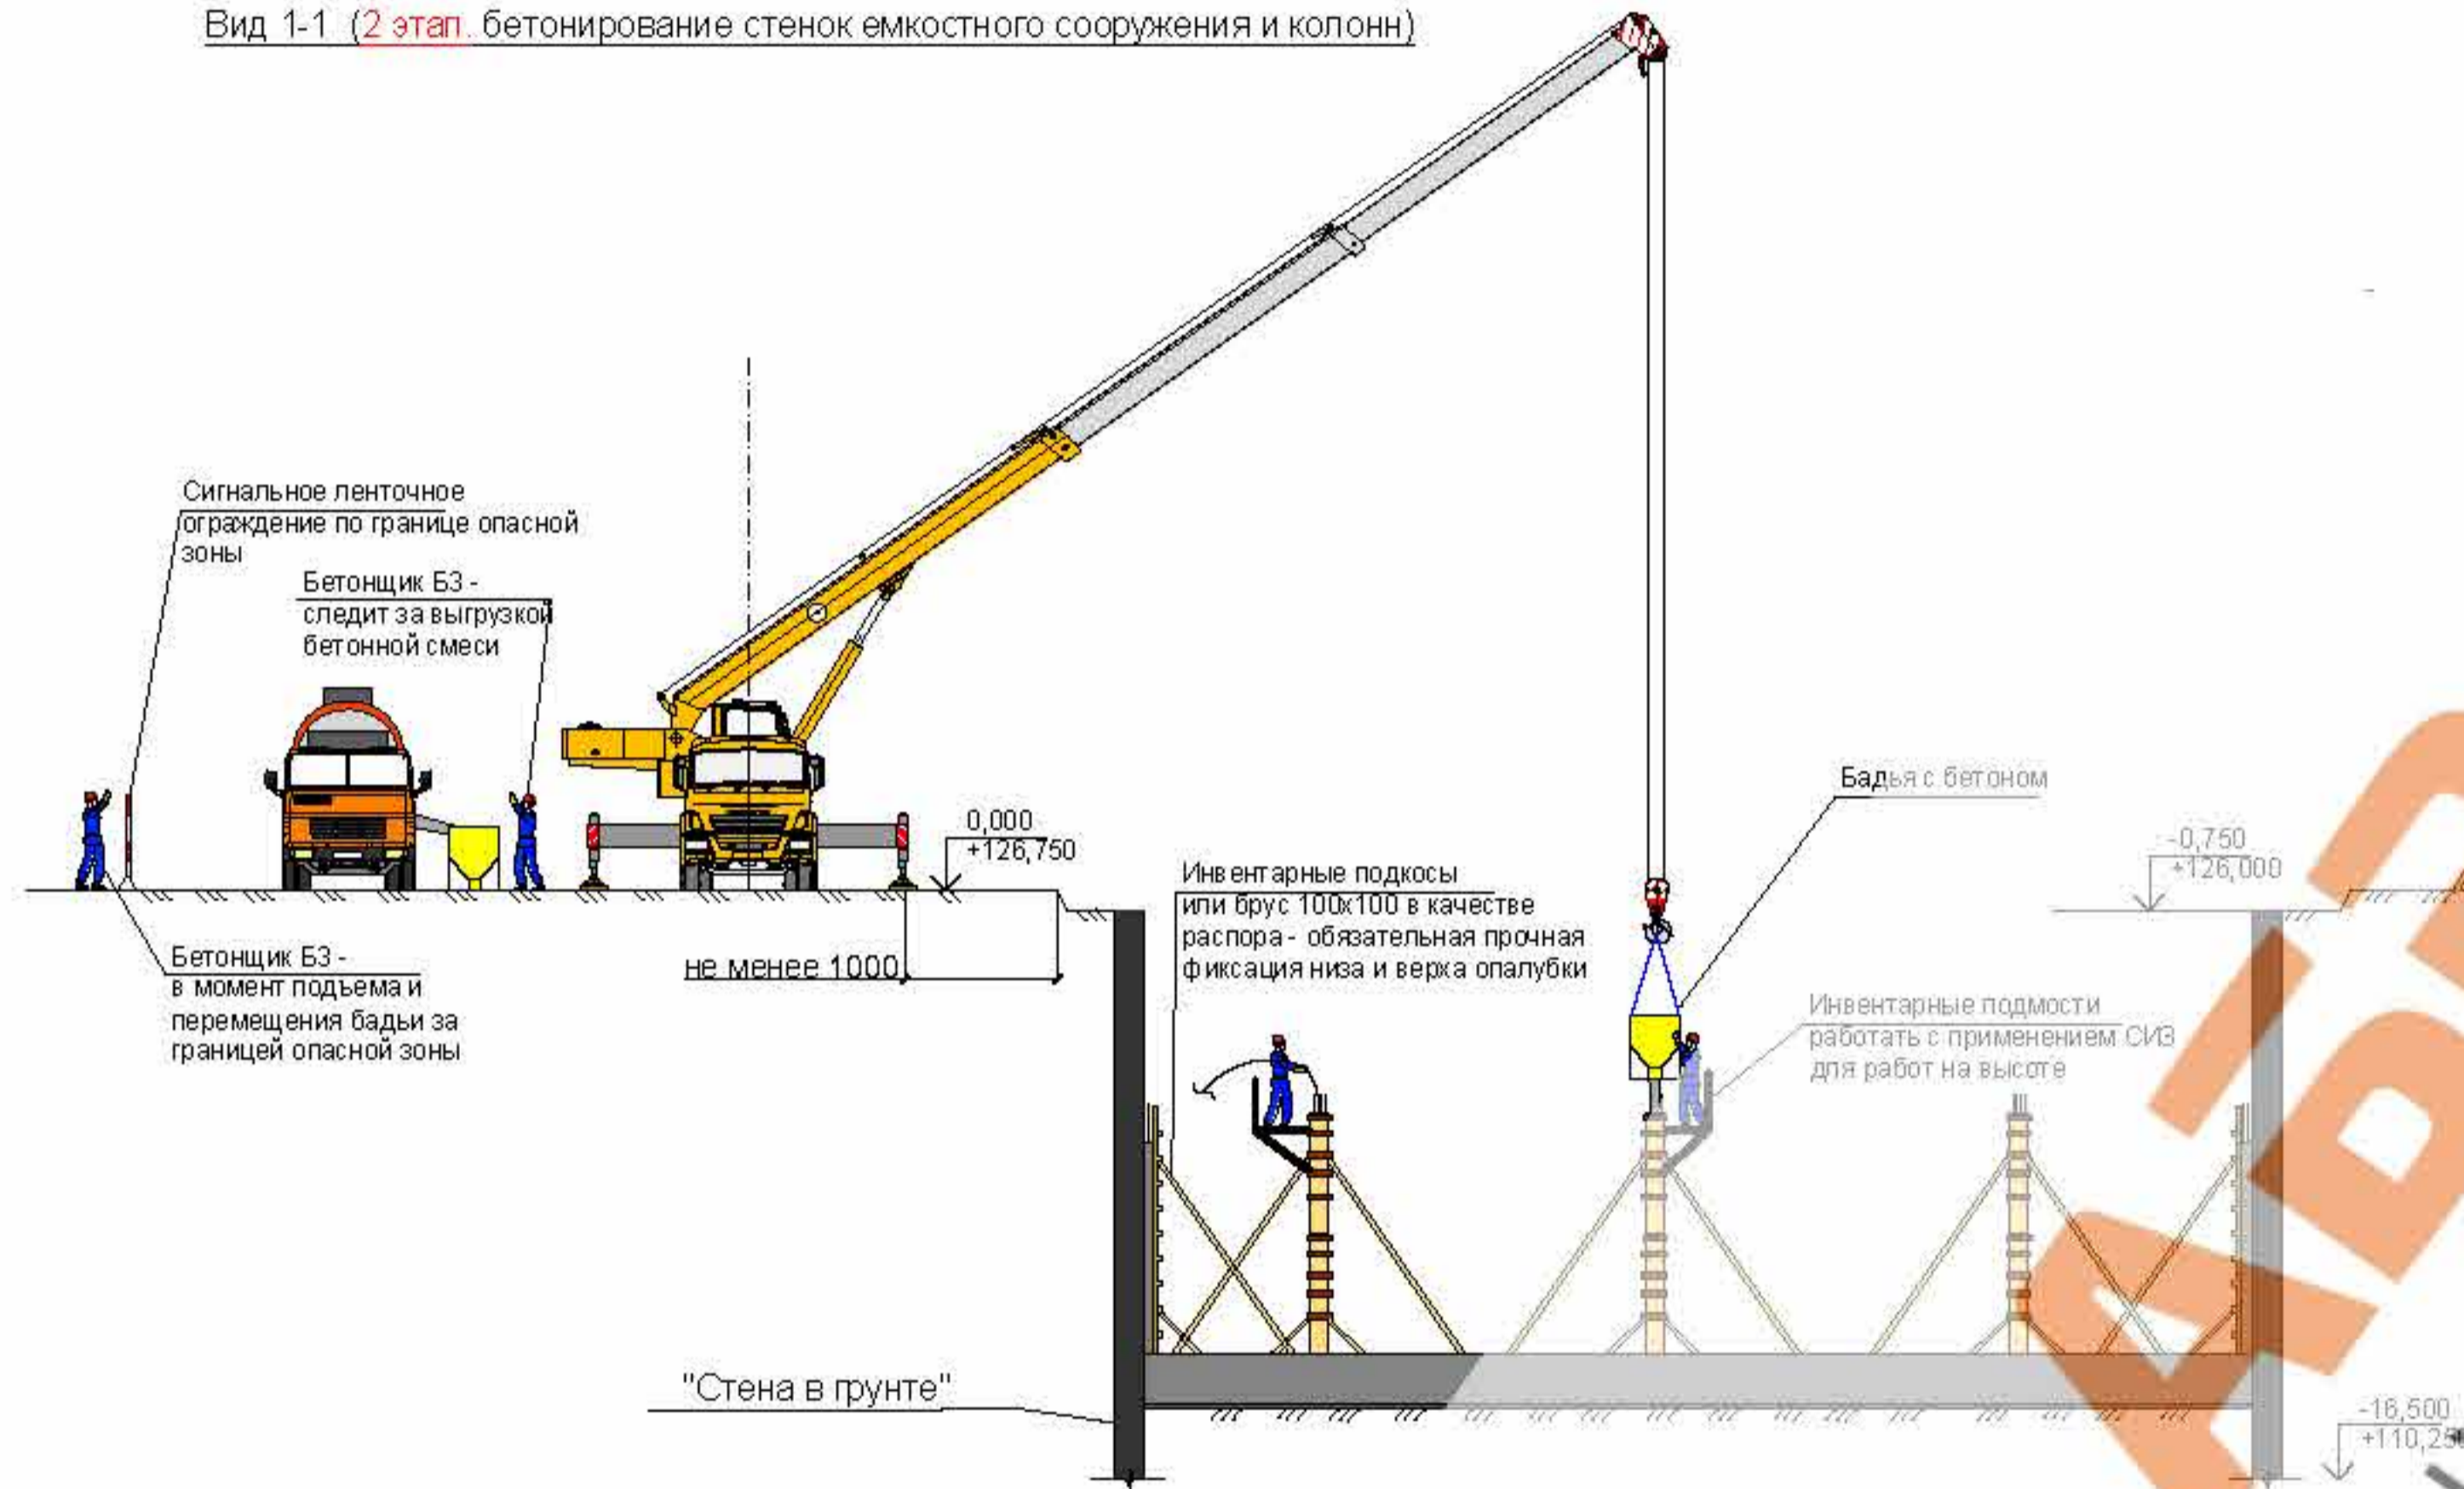 Вид 1-1 (2 этап. бетонирование стенок емкостного сооружения и колонн)
Сигнальное ленточное
ограждение по границе опасной
зоны
Бетонщик Б3 -
следит за выгрузкой
бетонной смеси
Бетонщик Б3 -
в момент подъема и
перемещения бадьи за
границей опасной зоны
0,000
+126,750
не менее 1000
Инвентарные подкосы
или брус 100х100 в качестве
распора - обязательная прочная
фиксация низа и верха опалубки
Бадья с бетоном
-0,750
+126,000
Инвентарные подмости
работать с применением СИЗ
для работ на высоте
"Стена в грунте"
-16,500
+110,250